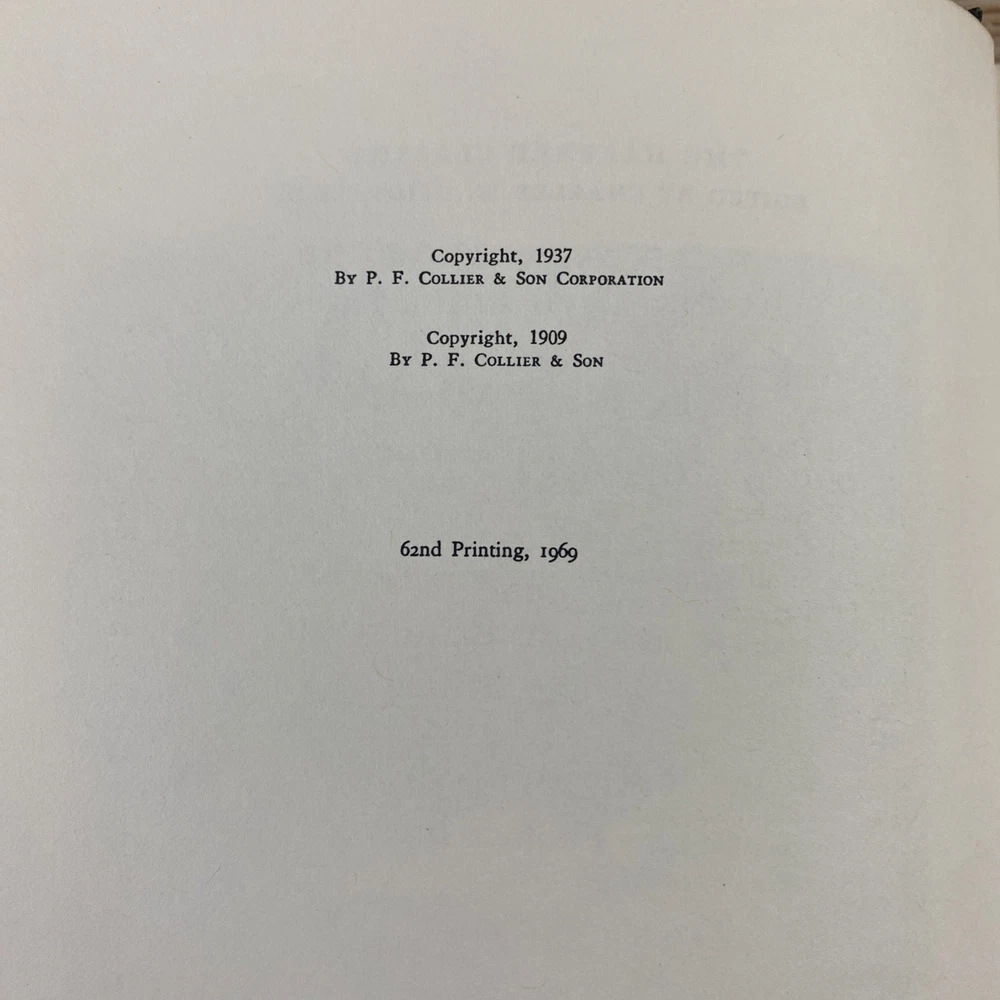 Copyright, 1937
By P. F. Collier & Son Corporation
Copyright, 1909
By P. F. Collier & Son
62nd Printing, 1969